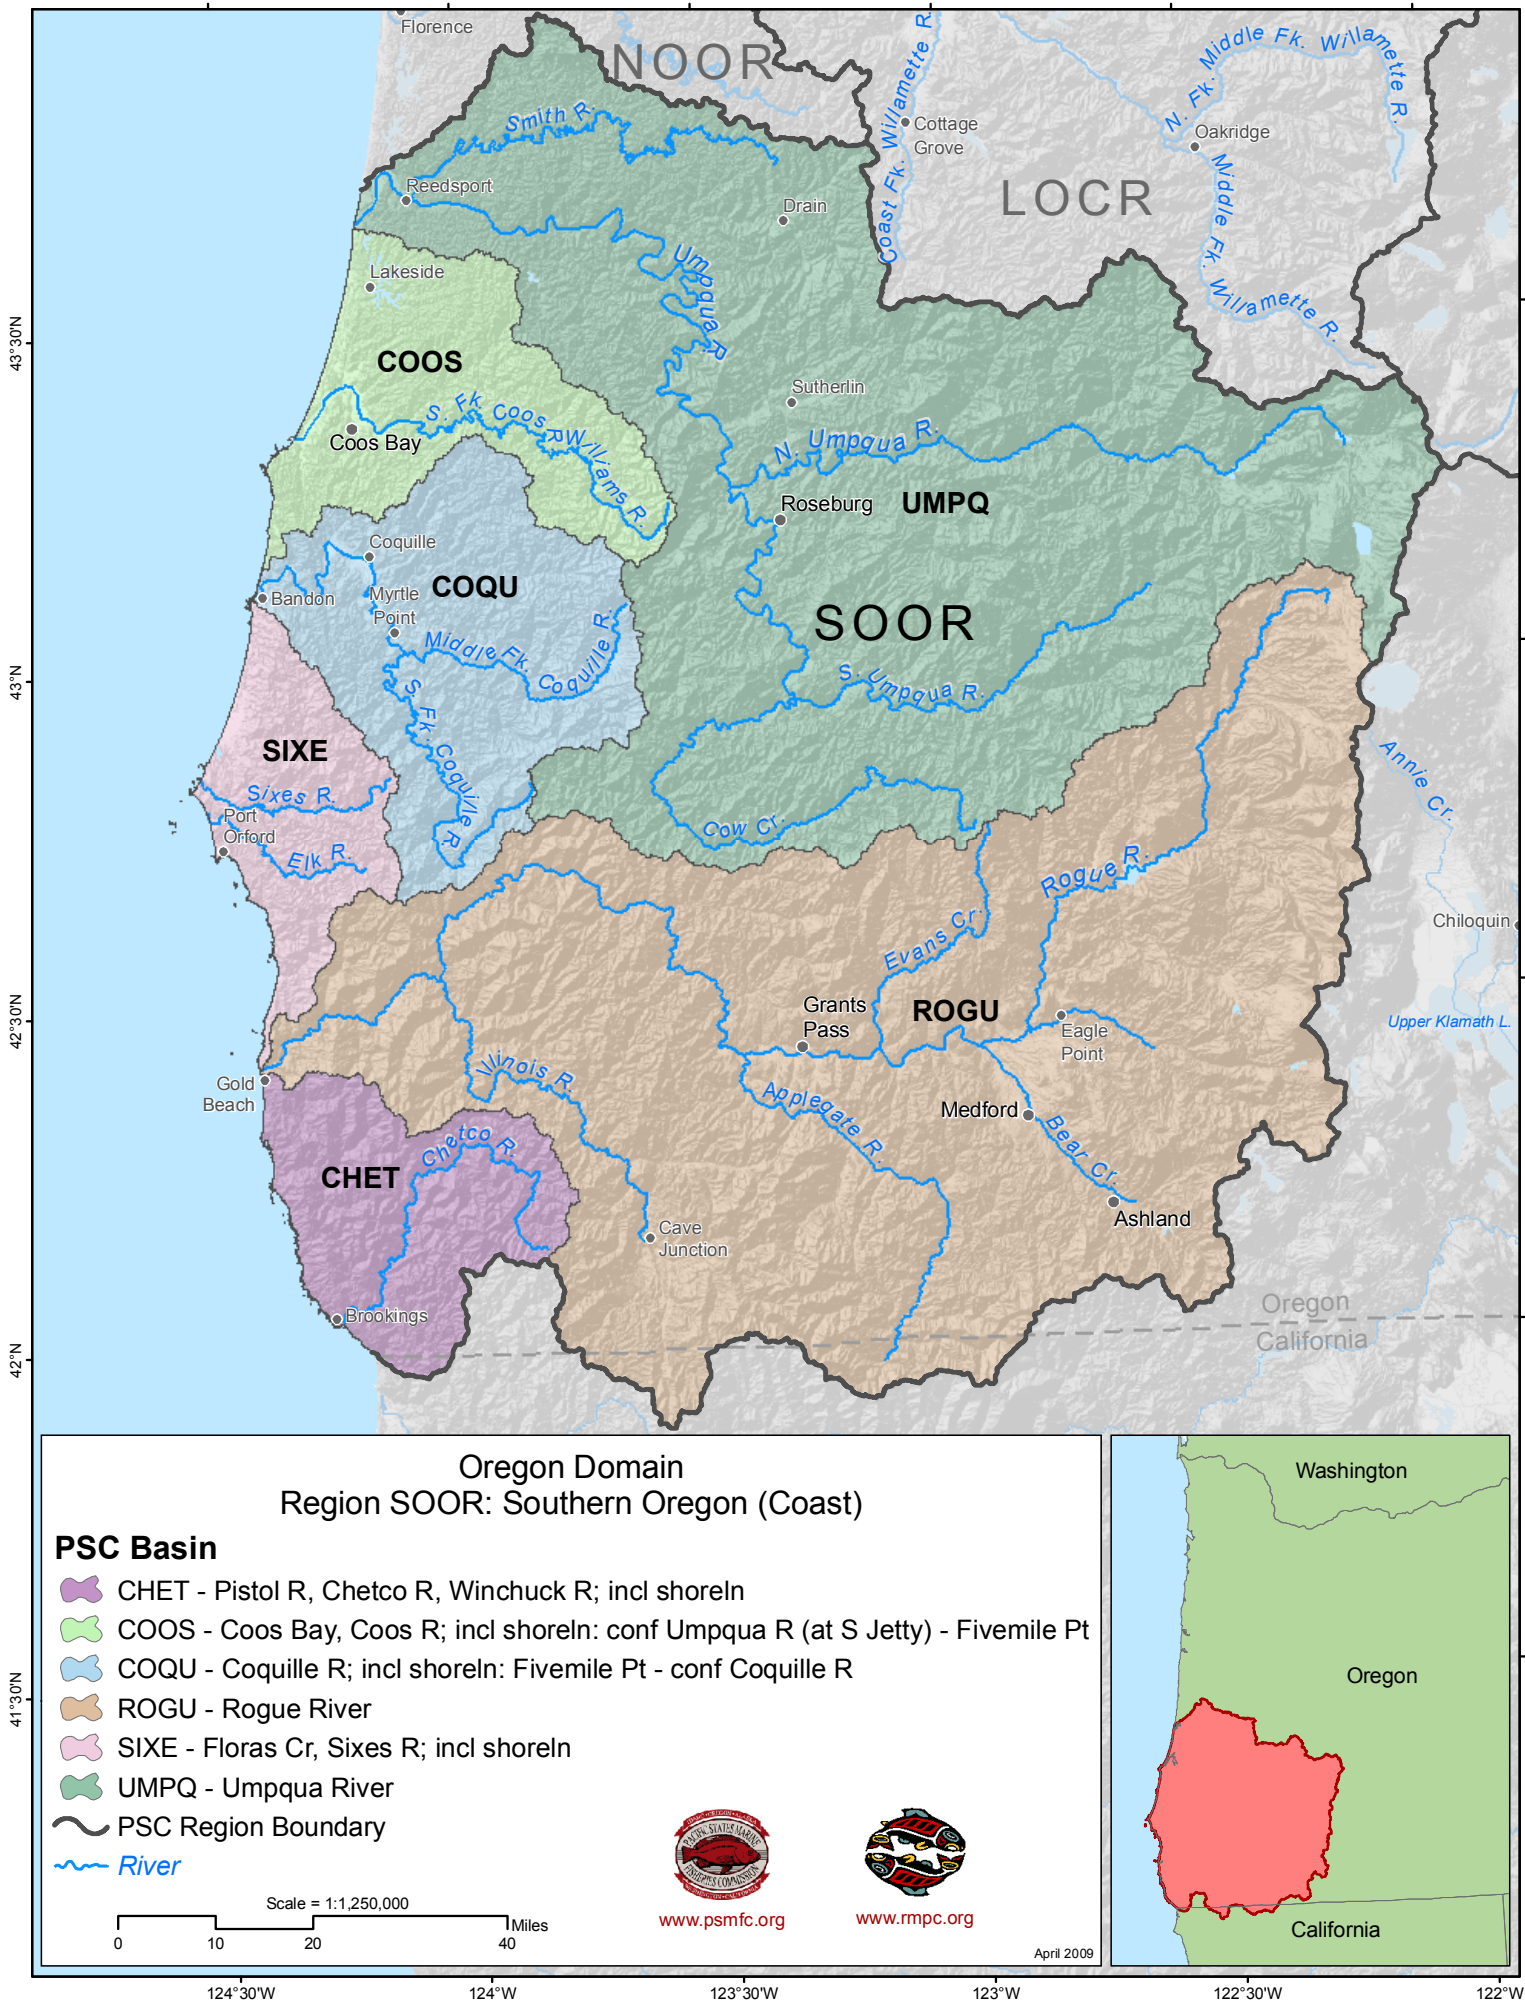 Florence
NOOR
Coast Fk. Willamette R.
N. Fk. Middle Fk. Willamette R.
Cottage
Grove
Oakridge
Smith R.
LOCR
Middle Fk. Willamette R.
Reedsport
Drain
Umpqua R.
Lakeside
43°30'N
COOS
Sutherlin
S. Fk. Coos R
Williams R.
Coos Bay
N. Umpqua R.
Roseburg
UMPQ
Coquille
COQU
Bandon
Myrtle
Point
SOOR
Middle Fk. Coquille R.
43°N
S. Umpqua R.
S. Fk. Coquille R
SIXE
Annie Cr.
Sixes R.
Port
Orford
Cow Cr.
Elk R.
Rogue R.
Chiloquin
Evans Cr.
Grants
Pass
ROGU
42°30'N
Upper Klamath L.
Eagle
Point
Gold
Beach
Illinois R.
Applegate R.
Medford
Bear Cr.
Chetco R.
CHET
Ashland
Cave
Junction
Brookings
Oregon
California
42°N
Oregon Domain
Region SOOR: Southern Oregon (Coast)
PSC Basin
CHET - Pistol R, Chetco R, Winchuck R; incl shoreln
COOS - Coos Bay, Coos R; incl shoreln: conf Umpqua R (at S Jetty) - Fivemile Pt
COQU - Coquille R; incl shoreln: Fivemile Pt - conf Coquille R
ROGU - Rogue River
SIXE - Floras Cr, Sixes R; incl shoreln
UMPQ - Umpqua River
PSC Region Boundary
River
Scale = 1:1,250,000
Miles
0 10 20 40
PACIFIC STATES MARINE
FISHERIES COMMISSION
www.psmfc.org
www.rmpc.org
April 2009
Washington
Oregon
California
41°30'N
124°30'W 124°W 123°30'W 123°W 122°30'W 122°W